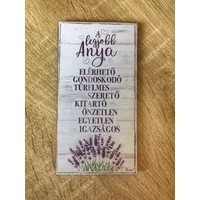 A
legjobb
Anya
ELÉRHETŐ
GONDOSKODÓ
TÜRELMES
SZERETŐ
KITARTÓ
ÖNZETLEN
EGYETLEN
IGAZSÁGOS